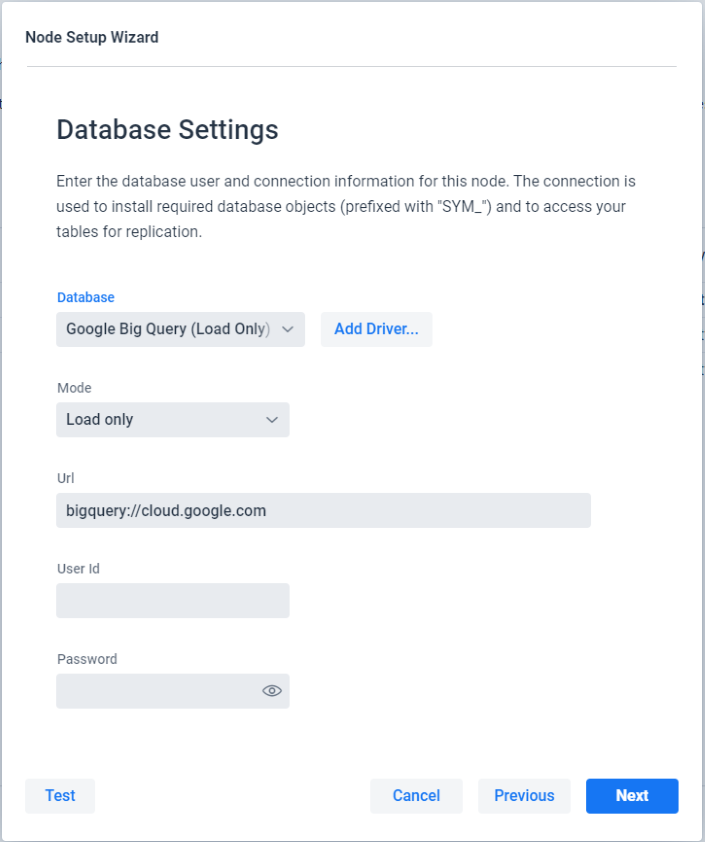 Node Setup Wizard
Database Settings
Enter the database user and connection information for this node. The connection is
used to install required database objects (prefixed with "SYM_") and to access your
tables for replication.
Database
Google Big Query (Load Only)
Add Driver...
Mode
Load only
Url
bigquery://cloud.google.com
User Id
Password
Test
Cancel
Previous
Next